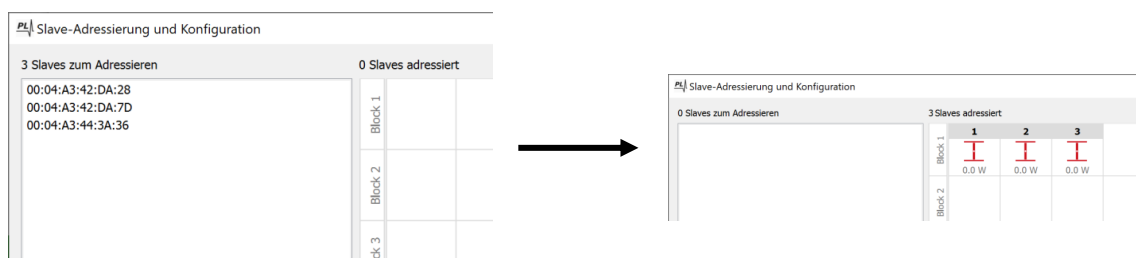 PL Slave-Adressierung und Konfiguration
3 Slaves zum Adressieren
0 Slaves adressiert
00:04:A3:42:DA:28
00:04:A3:42:DA:7D
00:04:A3:44:3A:36
Block 1
Block 2
ck 3
PL Slave-Adressierung und Konfiguration
0 Slaves zum Adressieren
3 Slaves adressiert
1 2 3
Block 1
0.0 W 0.0 W 0.0 W
Block 2